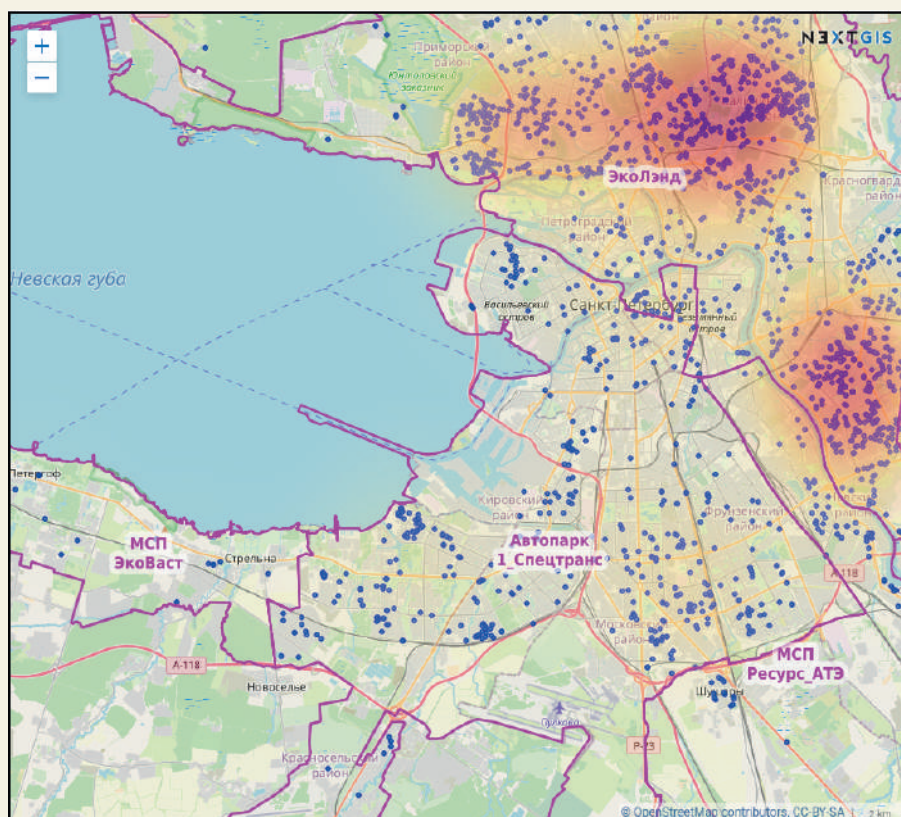 +
−
NEXTGIS
Приморский
район
Юнтоловский
заказник
Красногвард
район
ЭкоЛэнд
Петроградский
район
Невская губа
Васильевский
остров
Санкт-Петербург
остров
Петергоф
Кировский
район
Фрунзенский
район
МСП
ЭкоВаст
Стрельна
Автопарк
1_Спецтранс
А-118
Московский
район
МСП
Ресурс_АТЭ
А-118
Новоселье
Шушары
Пулково
Красносельский
район
Р-23
© OpenStreetMap contributors, CC-BY-SA
2 km